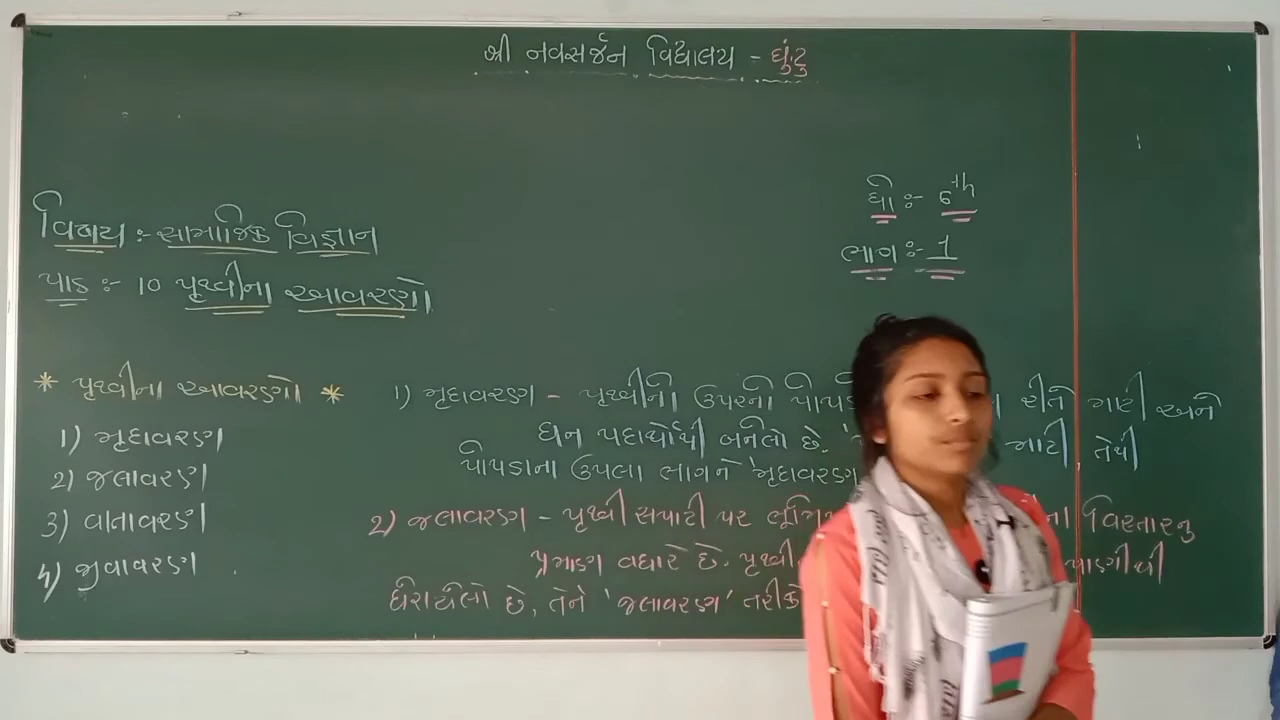 શ્રી નવસર્જન વિદ્યાલય - ઘુંટુ
ધો :- 6th
વિષય :- સામાજિક વિજ્ઞાન
ભાગ :- 1
પાઠ :- 10 પૃથ્વીના આવરણો
* પૃથ્વીના આવરણો *
1) મૃદાવરણ
2) જલાવરણ
3) વાતાવરણ
4) જીવાવરણ
1) મૃદાવરણ - પૃથ્વીની ઉપરની રીતે માટી અને
ઘન પદાર્થોથી બનેલો છે. માટી તેથી
પોપડાના ઉપલા ભાગને 'મૃદાવરણ
2) જલાવરણ - પૃથ્વી સપાટી પર વિસ્તારનુ
પ્રમાણ વધારે છે. પૃથ્વી પાણીથી
ઘેરાયેલો છે, તેને 'જલાવરણ' તરીકે